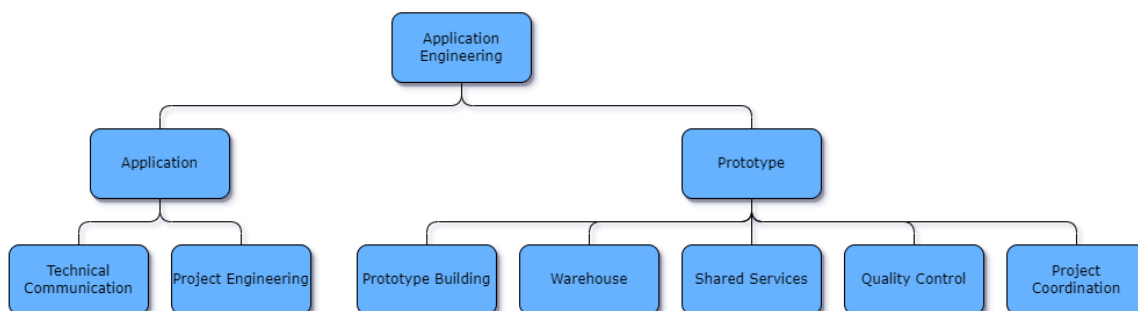 Application
Engineering
Application
Prototype
Technical
Communication
Project Engineering
Prototype Building
Warehouse
Shared Services
Quality Control
Project
Coordination